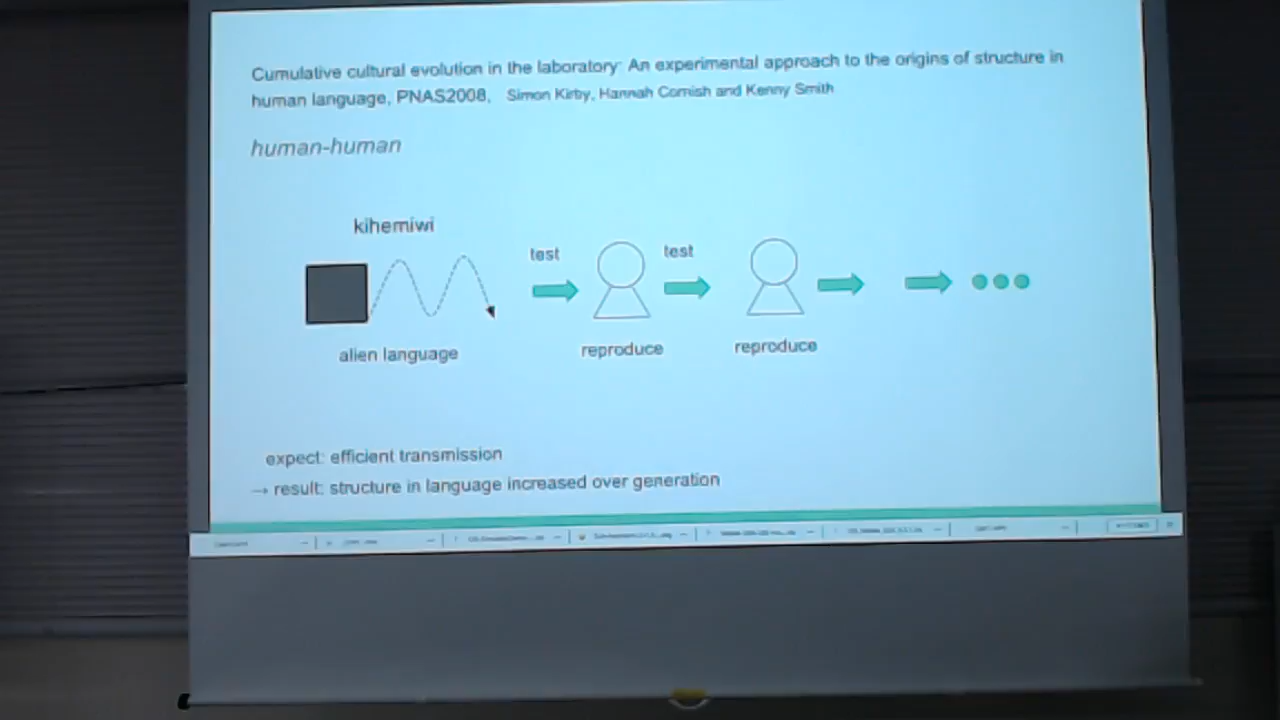 Cumulative cultural evolution in the laboratory: An experimental approach to the origins of structure in
human language, PNAS2008, Simon Kirby, Hannah Cornish and Kenny Smith
human-human
kihemiwi
test
test
alien language
reproduce
reproduce
expect: efficient transmission
→ result: structure in language increased over generation